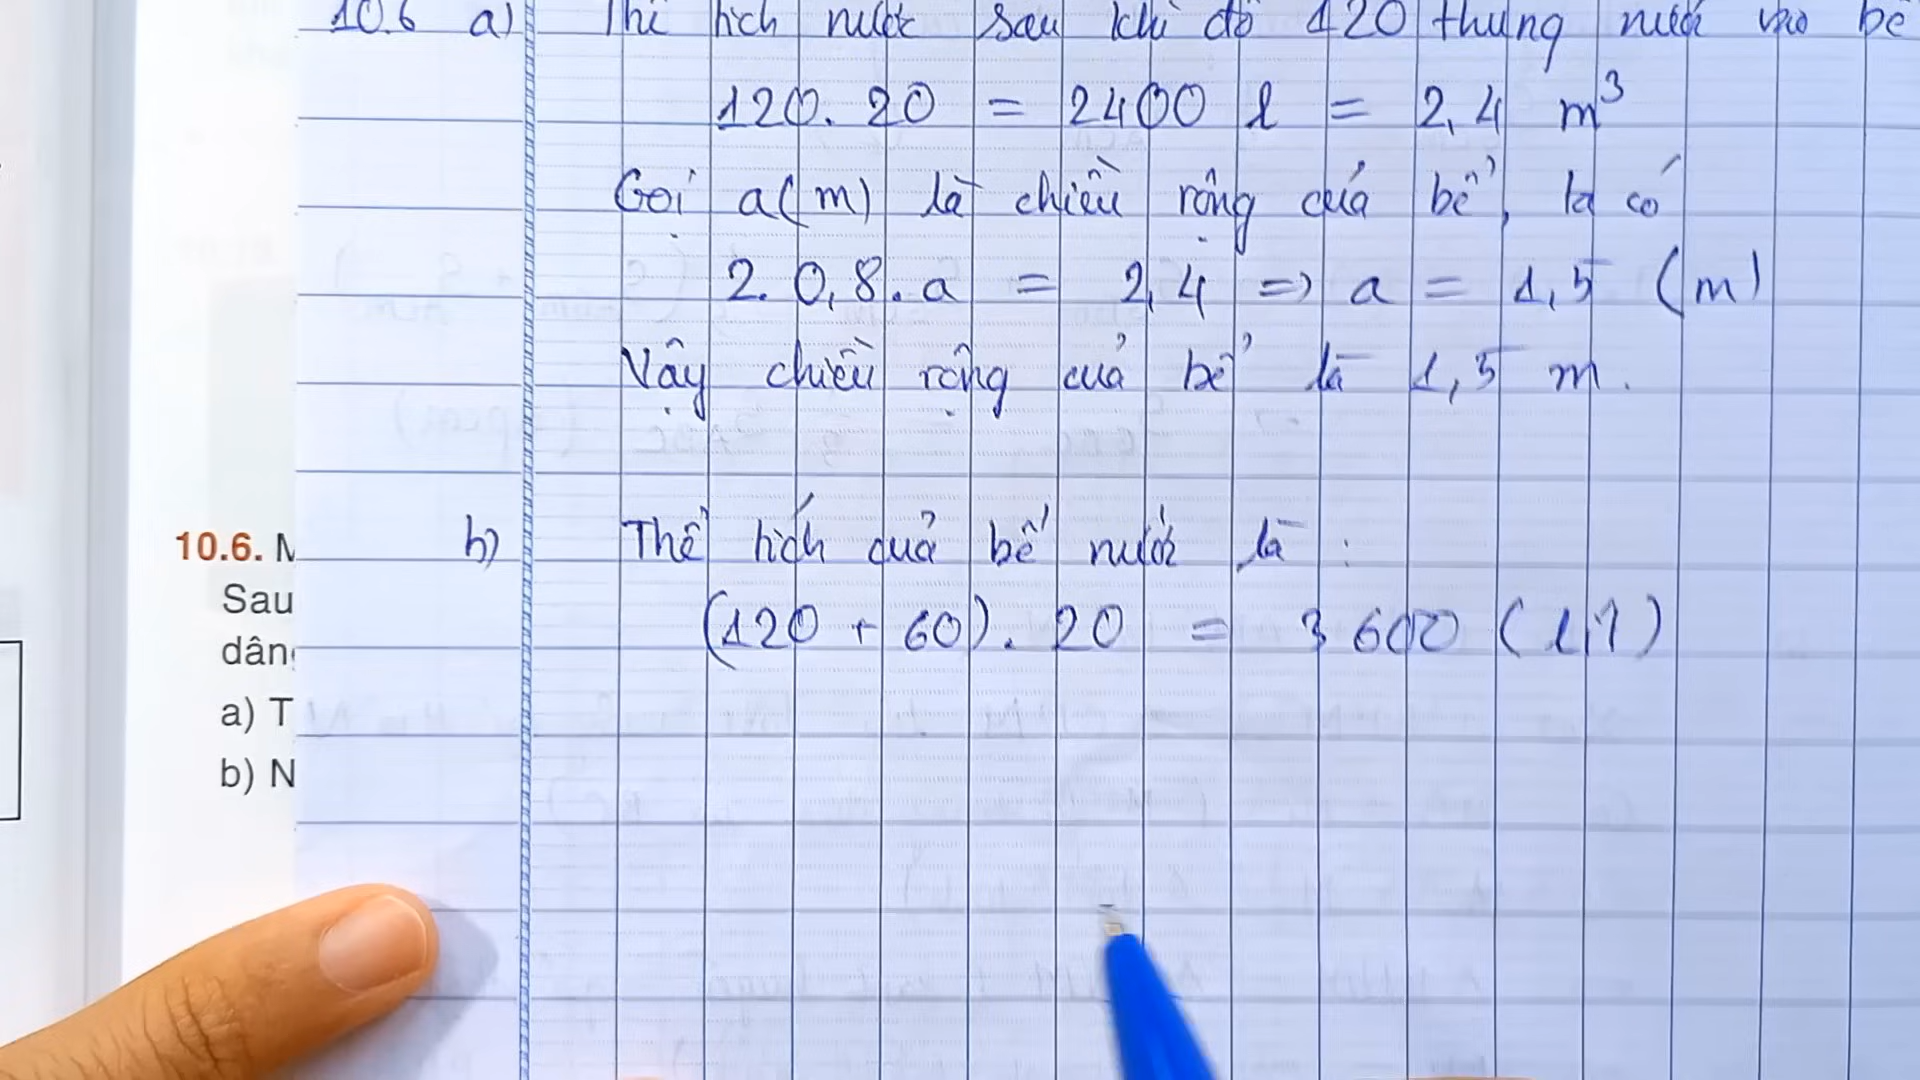 10.6 a) Thể tích nước sau khi đổ 120 thùng nước vào bể
120. 20 = 2400 l = 2,4 m³
Gọi a(m) là chiều rộng của bể, ta có
2. 0,8. a = 2,4 => a = 1,5 (m)
Vậy chiều rộng của bể là 1,5 m.
b) Thể tích của bể nước là :
(120 + 60). 20 = 3 600 (lít)
10.6. M
Sau
dân
a) T
b) N